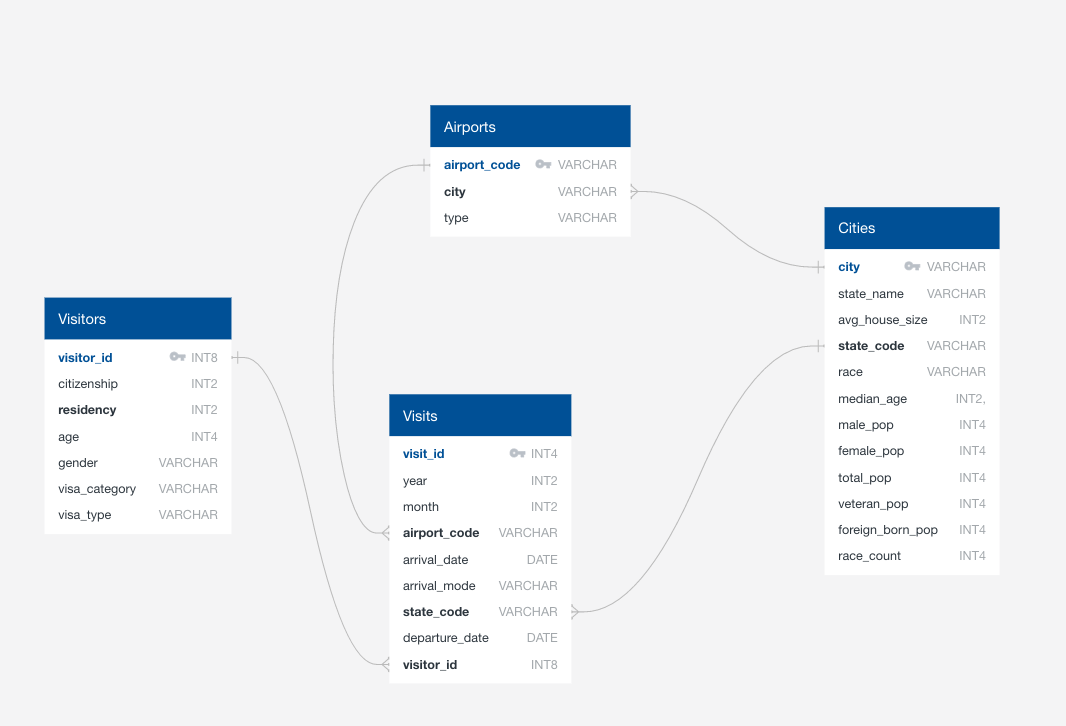 Airports
airport_code VARCHAR
city VARCHAR
type VARCHAR
Cities
city VARCHAR
state_name VARCHAR
avg_house_size INT2
state_code VARCHAR
race VARCHAR
median_age INT2,
male_pop INT4
female_pop INT4
total_pop INT4
veteran_pop INT4
foreign_born_pop INT4
race_count INT4
Visitors
visitor_id INT8
citizenship INT2
residency INT2
age INT4
gender VARCHAR
visa_category VARCHAR
visa_type VARCHAR
Visits
visit_id INT4
year INT2
month INT2
airport_code VARCHAR
arrival_date DATE
arrival_mode VARCHAR
state_code VARCHAR
departure_date DATE
visitor_id INT8